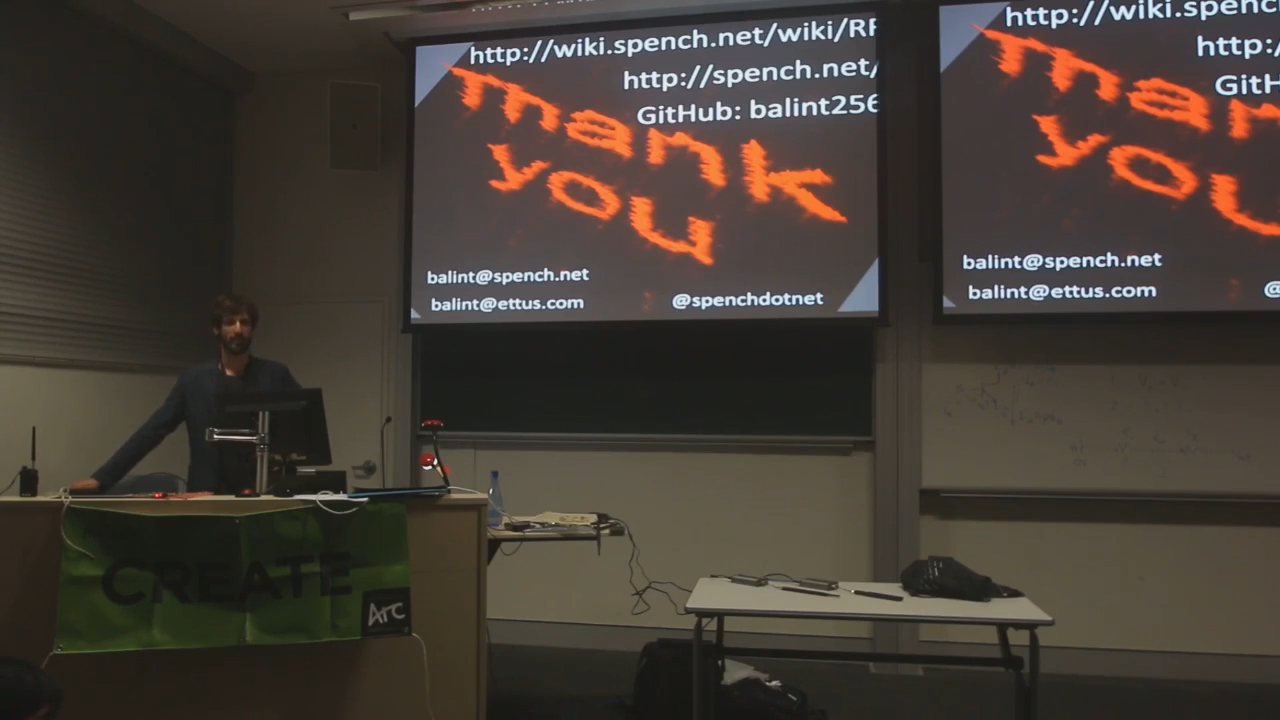 http://wiki.spench.net/wiki/RF
http://spench.net/
GitHub: balint256
Thank
you
balint@spench.net
balint@ettus.com
@spenchdotnet
http://wiki.spenc
http:/
GitH
Than
you
balint@spench.net
balint@ettus.com
@
CREATE
Arc